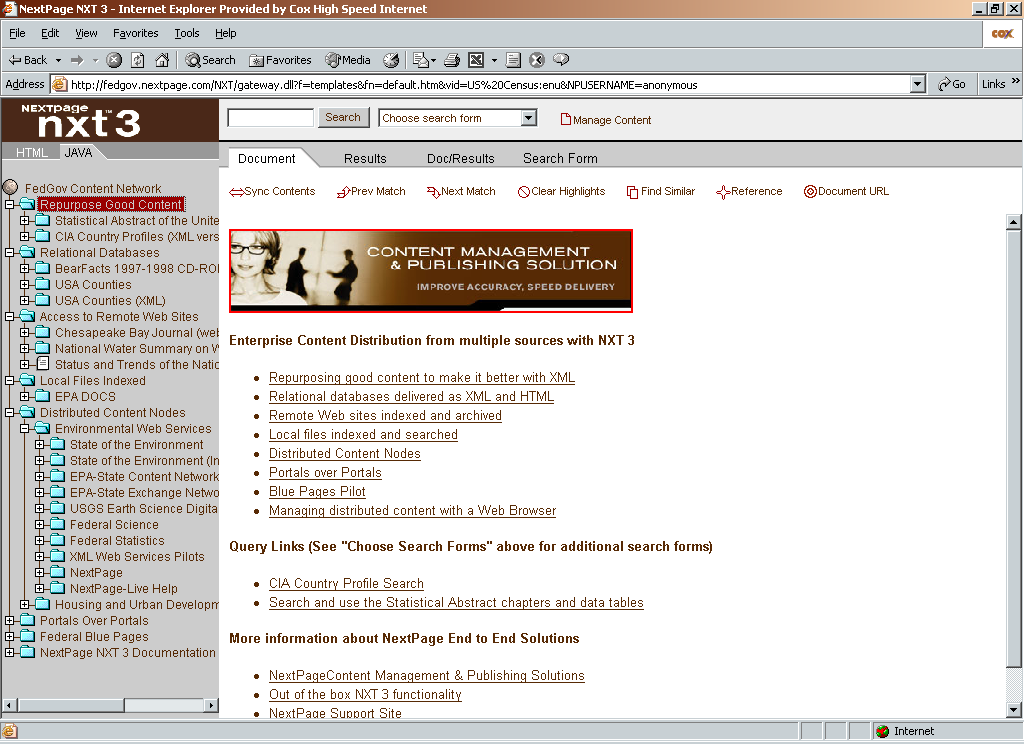 NextPage NXT 3 - Internet Explorer Provided by Cox High Speed Internet
File Edit View Favorites Tools Help
cox
Back Search Favorites Media
Address http://fedgov.nextpage.com/NXT/gateway.dll?f=templates&fn=default.htm&vid=US%20Census:enu&NPUSERNAME=anonymous Go Links »
NEXTpage
nxt 3 ™
HTML JAVA
Search Choose search form Manage Content
Document Results Doc/Results Search Form
Sync Contents Prev Match Next Match Clear Highlights Find Similar Reference Document URL
FedGov Content Network
Repurpose Good Content
Statistical Abstract of the Unite
CIA Country Profiles (XML vers
Relational Databases
BearFacts 1997-1998 CD-RO
USA Counties
USA Counties (XML)
Access to Remote Web Sites
Chesapeake Bay Journal (web
National Water Summary on W
Status and Trends of the Natio
Local Files Indexed
EPA DOCS
Distributed Content Nodes
Environmental Web Services
State of the Environment
State of the Environment (In
EPA-State Content Network
EPA-State Exchange Netwo
USGS Earth Science Digita
Federal Science
Federal Statistics
XML Web Services Pilots
NextPage
NextPage-Live Help
Housing and Urban Developm
Portals Over Portals
Federal Blue Pages
NextPage NXT 3 Documentation
CONTENT MANAGEMENT
& PUBLISHING SOLUTION
IMPROVE ACCURACY, SPEED DELIVERY
Enterprise Content Distribution from multiple sources with NXT 3
• Repurposing good content to make it better with XML
• Relational databases delivered as XML and HTML
• Remote Web sites indexed and archived
• Local files indexed and searched
• Distributed Content Nodes
• Portals over Portals
• Blue Pages Pilot
• Managing distributed content with a Web Browser
Query Links (See "Choose Search Forms" above for additional search forms)
• CIA Country Profile Search
• Search and use the Statistical Abstract chapters and data tables
More information about NextPage End to End Solutions
• NextPageContent Management & Publishing Solutions
• Out of the box NXT 3 functionality
• NextPage Support Site
Internet